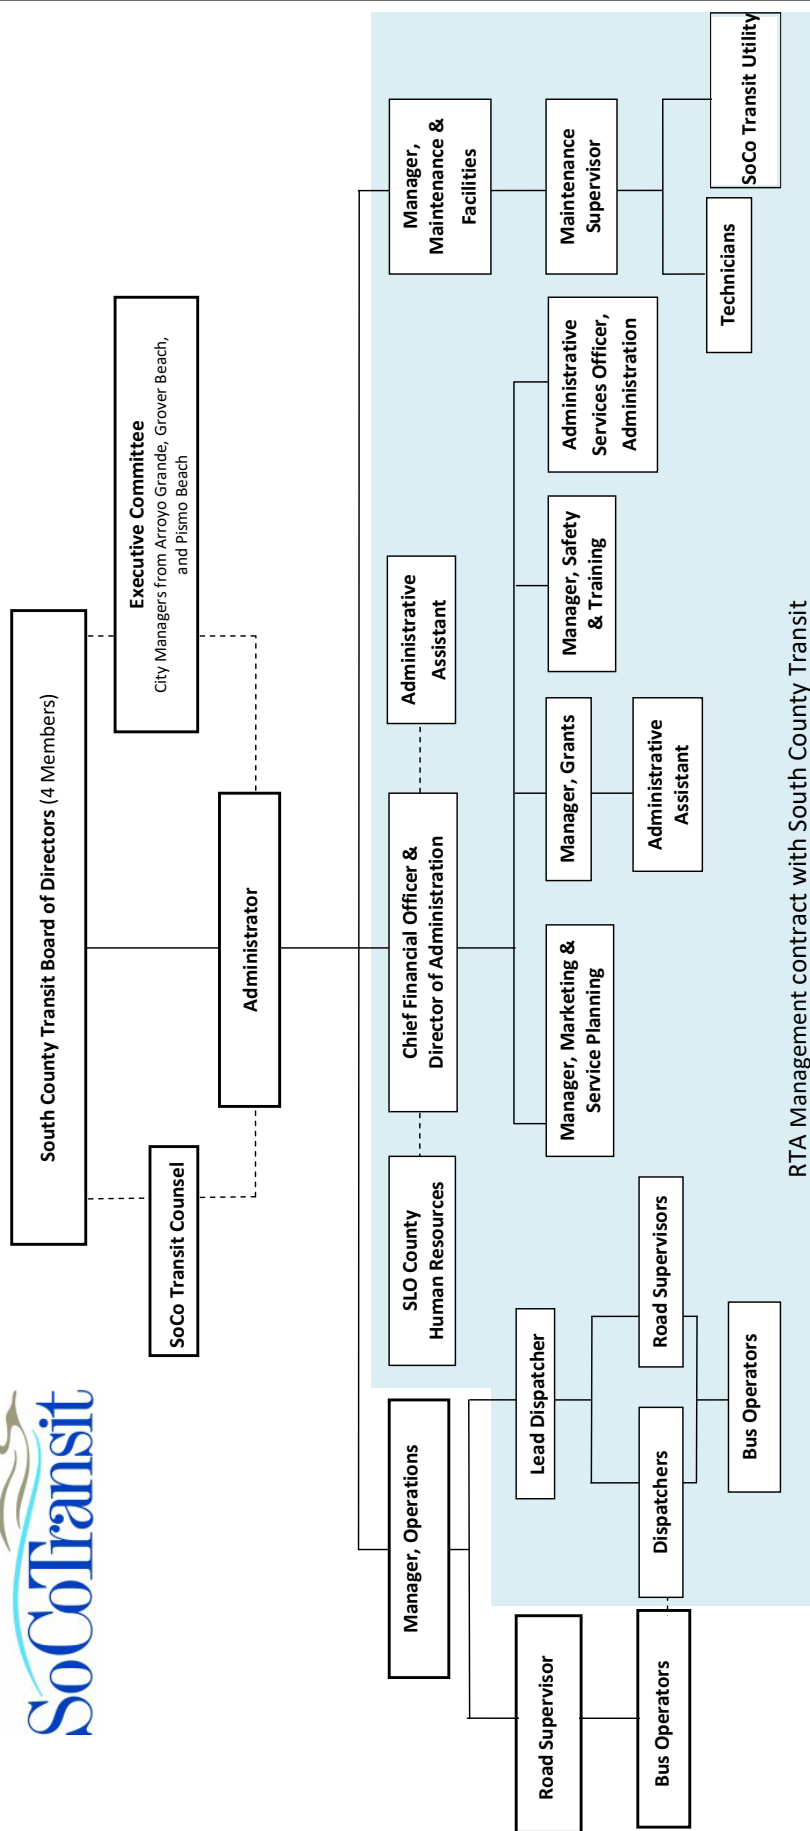 SoCoTransit
South County Transit Board of Directors (4 Members)
SoCo Transit Counsel
Executive Committee
City Managers from Arroyo Grande, Grover Beach,
and Pismo Beach
Administrator
Manager, Operations
SLO County
Human Resources
Chief Financial Officer &
Director of Administration
Administrative
Assistant
Manager,
Maintenance &
Facilities
Road Supervisor
Lead Dispatcher
Manager, Marketing &
Service Planning
Manager, Grants
Manager, Safety
& Training
Administrative
Services Officer,
Administration
Maintenance
Supervisor
Bus Operators
Dispatchers
Road Supervisors
Administrative
Assistant
Technicians
SoCo Transit Utility
Bus Operators
RTA Management contract with South County Transit